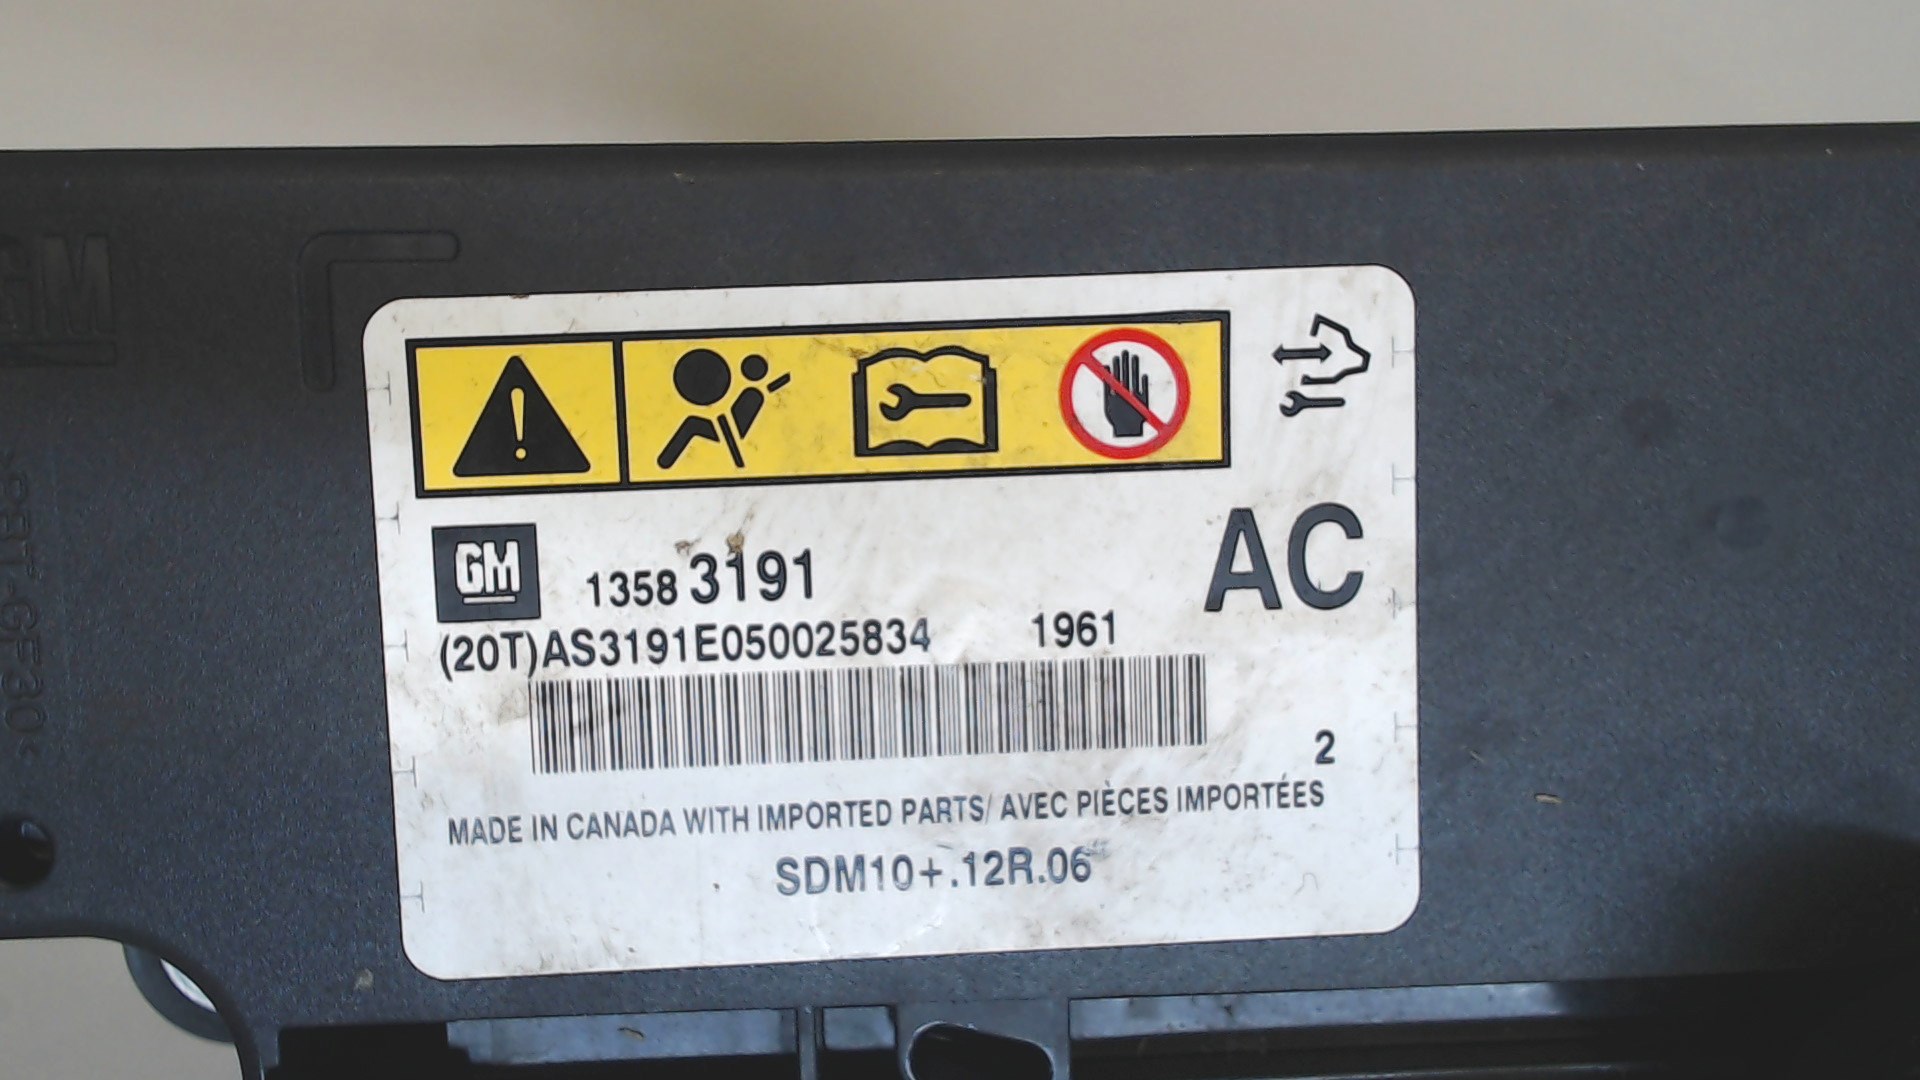 GM
GM
1358 3191
AC
(20T)AS3191E050025834 1961
2
MADE IN CANADA WITH IMPORTED PARTS/ AVEC PIÈCES IMPORTÉES
SDM10+.12R.06